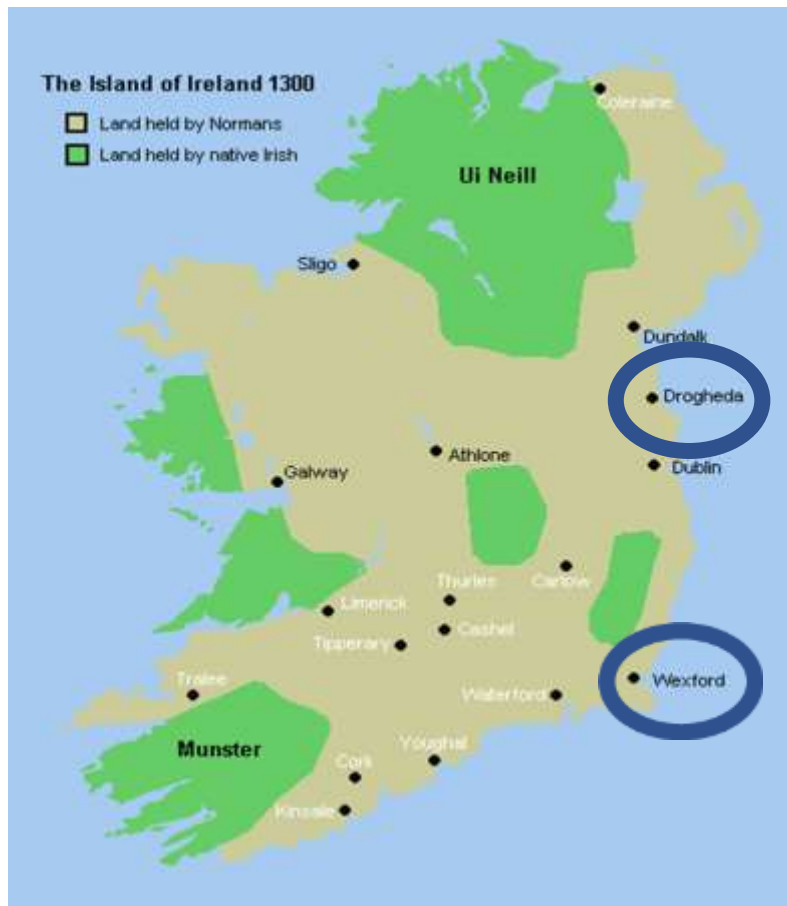 The Island of Ireland 1300
Land held by Normans
Land held by native Irish
Coleraine
Ui Neill
Sligo
Dundalk
Drogheda
Athlone
Dublin
Galway
Thurles
Carlow
Limerick
Cashel
Tipperary
Tralee
Waterford
Wexford
Munster
Youghal
Cork
Kinsale